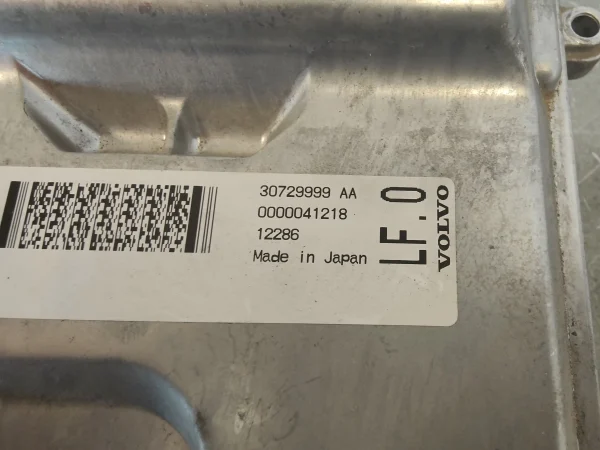 30729999 AA
0000041218
12286
Made in Japan
LF.0
VOLVO